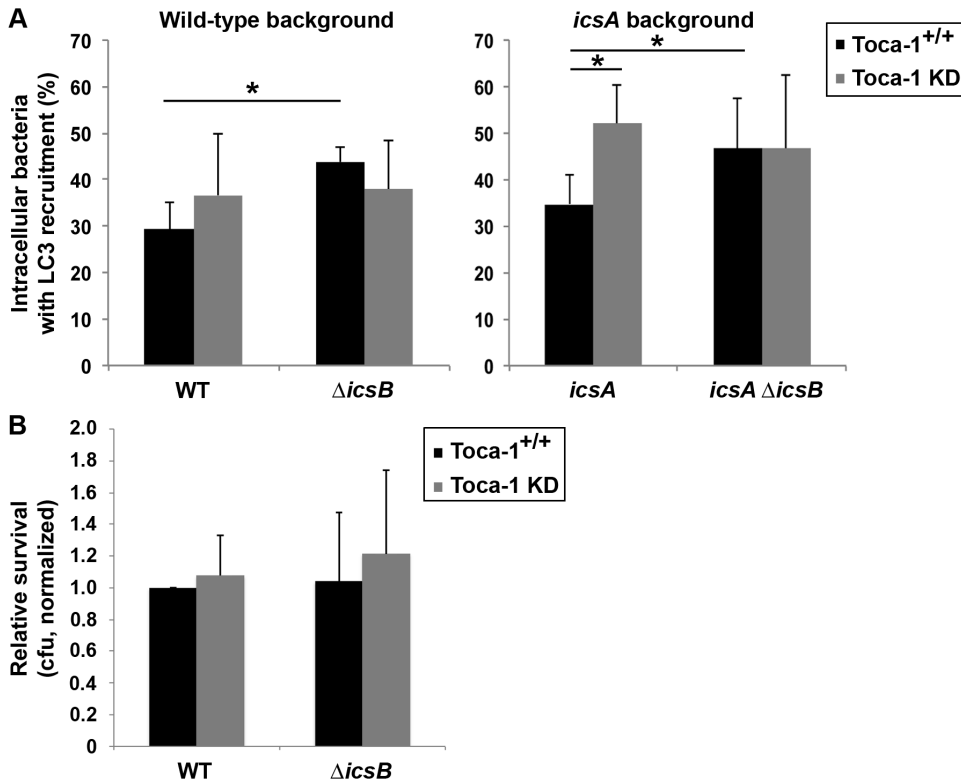 A
Wild-type background
icsA background
Toca-1+/+
Toca-1 KD
Intracellular bacteria
with LC3 recruitment (%)
70
60
50
40
30
20
10
0
*
WT
ΔicsB
70
60
50
40
30
20
10
0
*
*
icsA
icsA ΔicsB
B
Toca-1+/+
Toca-1 KD
Relative survival
(cfu, normalized)
2.0
1.8
1.6
1.4
1.2
1.0
0.8
0.6
0.4
0.2
0
WT
ΔicsB